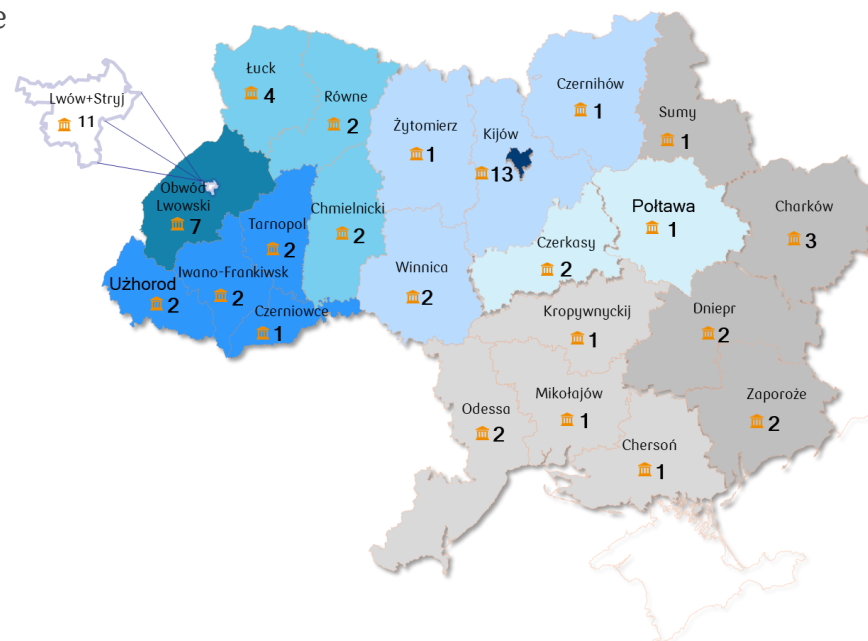 e
Łuck
4
Równe
2
Lwów+Stryj
11
Żytomierz
1
Kijów
13
Czernihów
1
Sumy
1
Obwód
Lwowski
7
Tarnopol
2
Chmielnicki
2
Połtawa
1
Charków
3
Czerkasy
2
Winnica
2
Użhorod
2
Iwano-Frankiwsk
2
Czerniowce
1
Kropywnyckij
1
Dniepr
2
Odessa
2
Mikołajów
1
Zaporoże
2
Chersoń
1